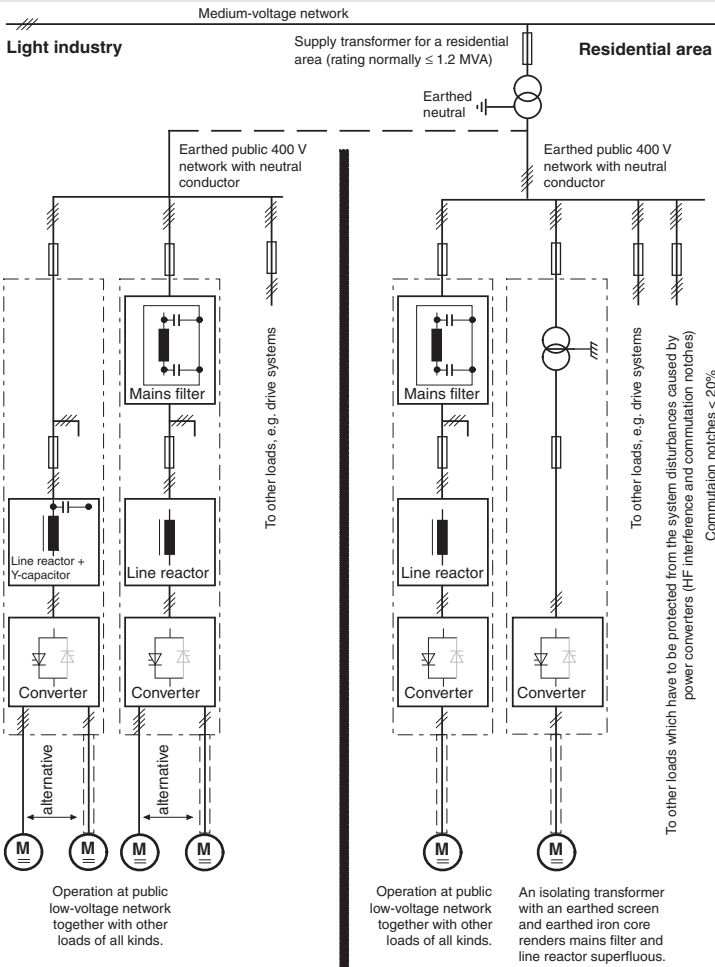 Medium-voltage network
Light industry
Supply transformer for a residential
area (rating normally ≤ 1.2 MVA)
Residential area
Earthed
neutral
Earthed public 400 V
network with neutral
conductor
Earthed public 400 V
network with neutral
conductor
Mains filter
To other loads, e.g. drive systems
Line reactor +
Y-capacitor
Line reactor
Converter
Converter
alternative
alternative
M
M
M
M
Operation at public
low-voltage network
together with other
loads of all kinds.
Mains filter
To other loads, e.g. drive systems
To other loads which have to be protected from the system disturbances caused by
power converters (HF interference and commutation notches)
Commutaion notches < 20%
Line reactor
Converter
Converter
M
M
Operation at public
low-voltage network
together with other
loads of all kinds.
An isolating transformer
with an earthed screen
and earthed iron core
renders mains filter and
line reactor superfluous.